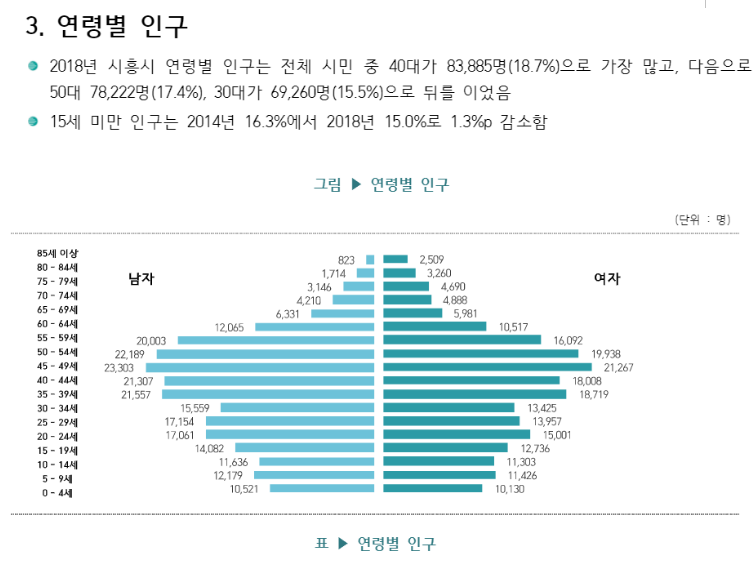 3. 연령별 인구
2018년 시흥시 연령별 인구는 전체 시민 중 40대가 83,885명(18.7%)으로 가장 많고, 다음으로
50대 78,222명(17.4%), 30대가 69,260명(15.5%)으로 뒤를 이었음
15세 미만 인구는 2014년 16.3%에서 2018년 15.0%로 1.3%p 감소함
그림 ▶ 연령별 인구
(단위 : 명)
남자 여자
85세 이상 823 2,509
80 - 84세 1,714 3,260
75 - 79세 3,146 4,690
70 - 74세 4,210 4,888
65 - 69세 6,331 5,981
60 - 64세 12,065 10,517
55 - 59세 20,003 16,092
50 - 54세 22,189 19,938
45 - 49세 23,303 21,267
40 - 44세 21,307 18,008
35 - 39세 21,557 18,719
30 - 34세 15,559 13,425
25 - 29세 17,154 13,957
20 - 24세 17,061 15,001
15 - 19세 14,082 12,736
10 - 14세 11,636 11,303
5 - 9세 12,179 11,426
0 - 4세 10,521 10,130
표 ▶ 연령별 인구